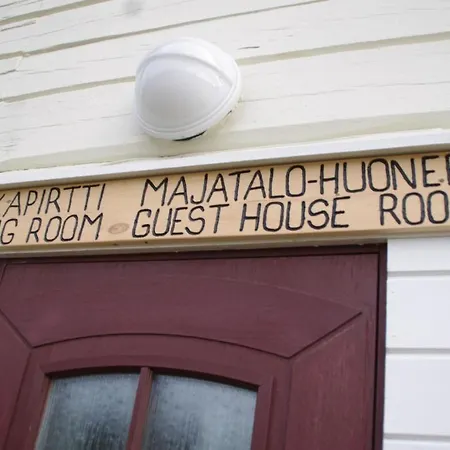 APIRTTI MAJATALO-HUONE
G ROOM GUEST HOUSE ROO